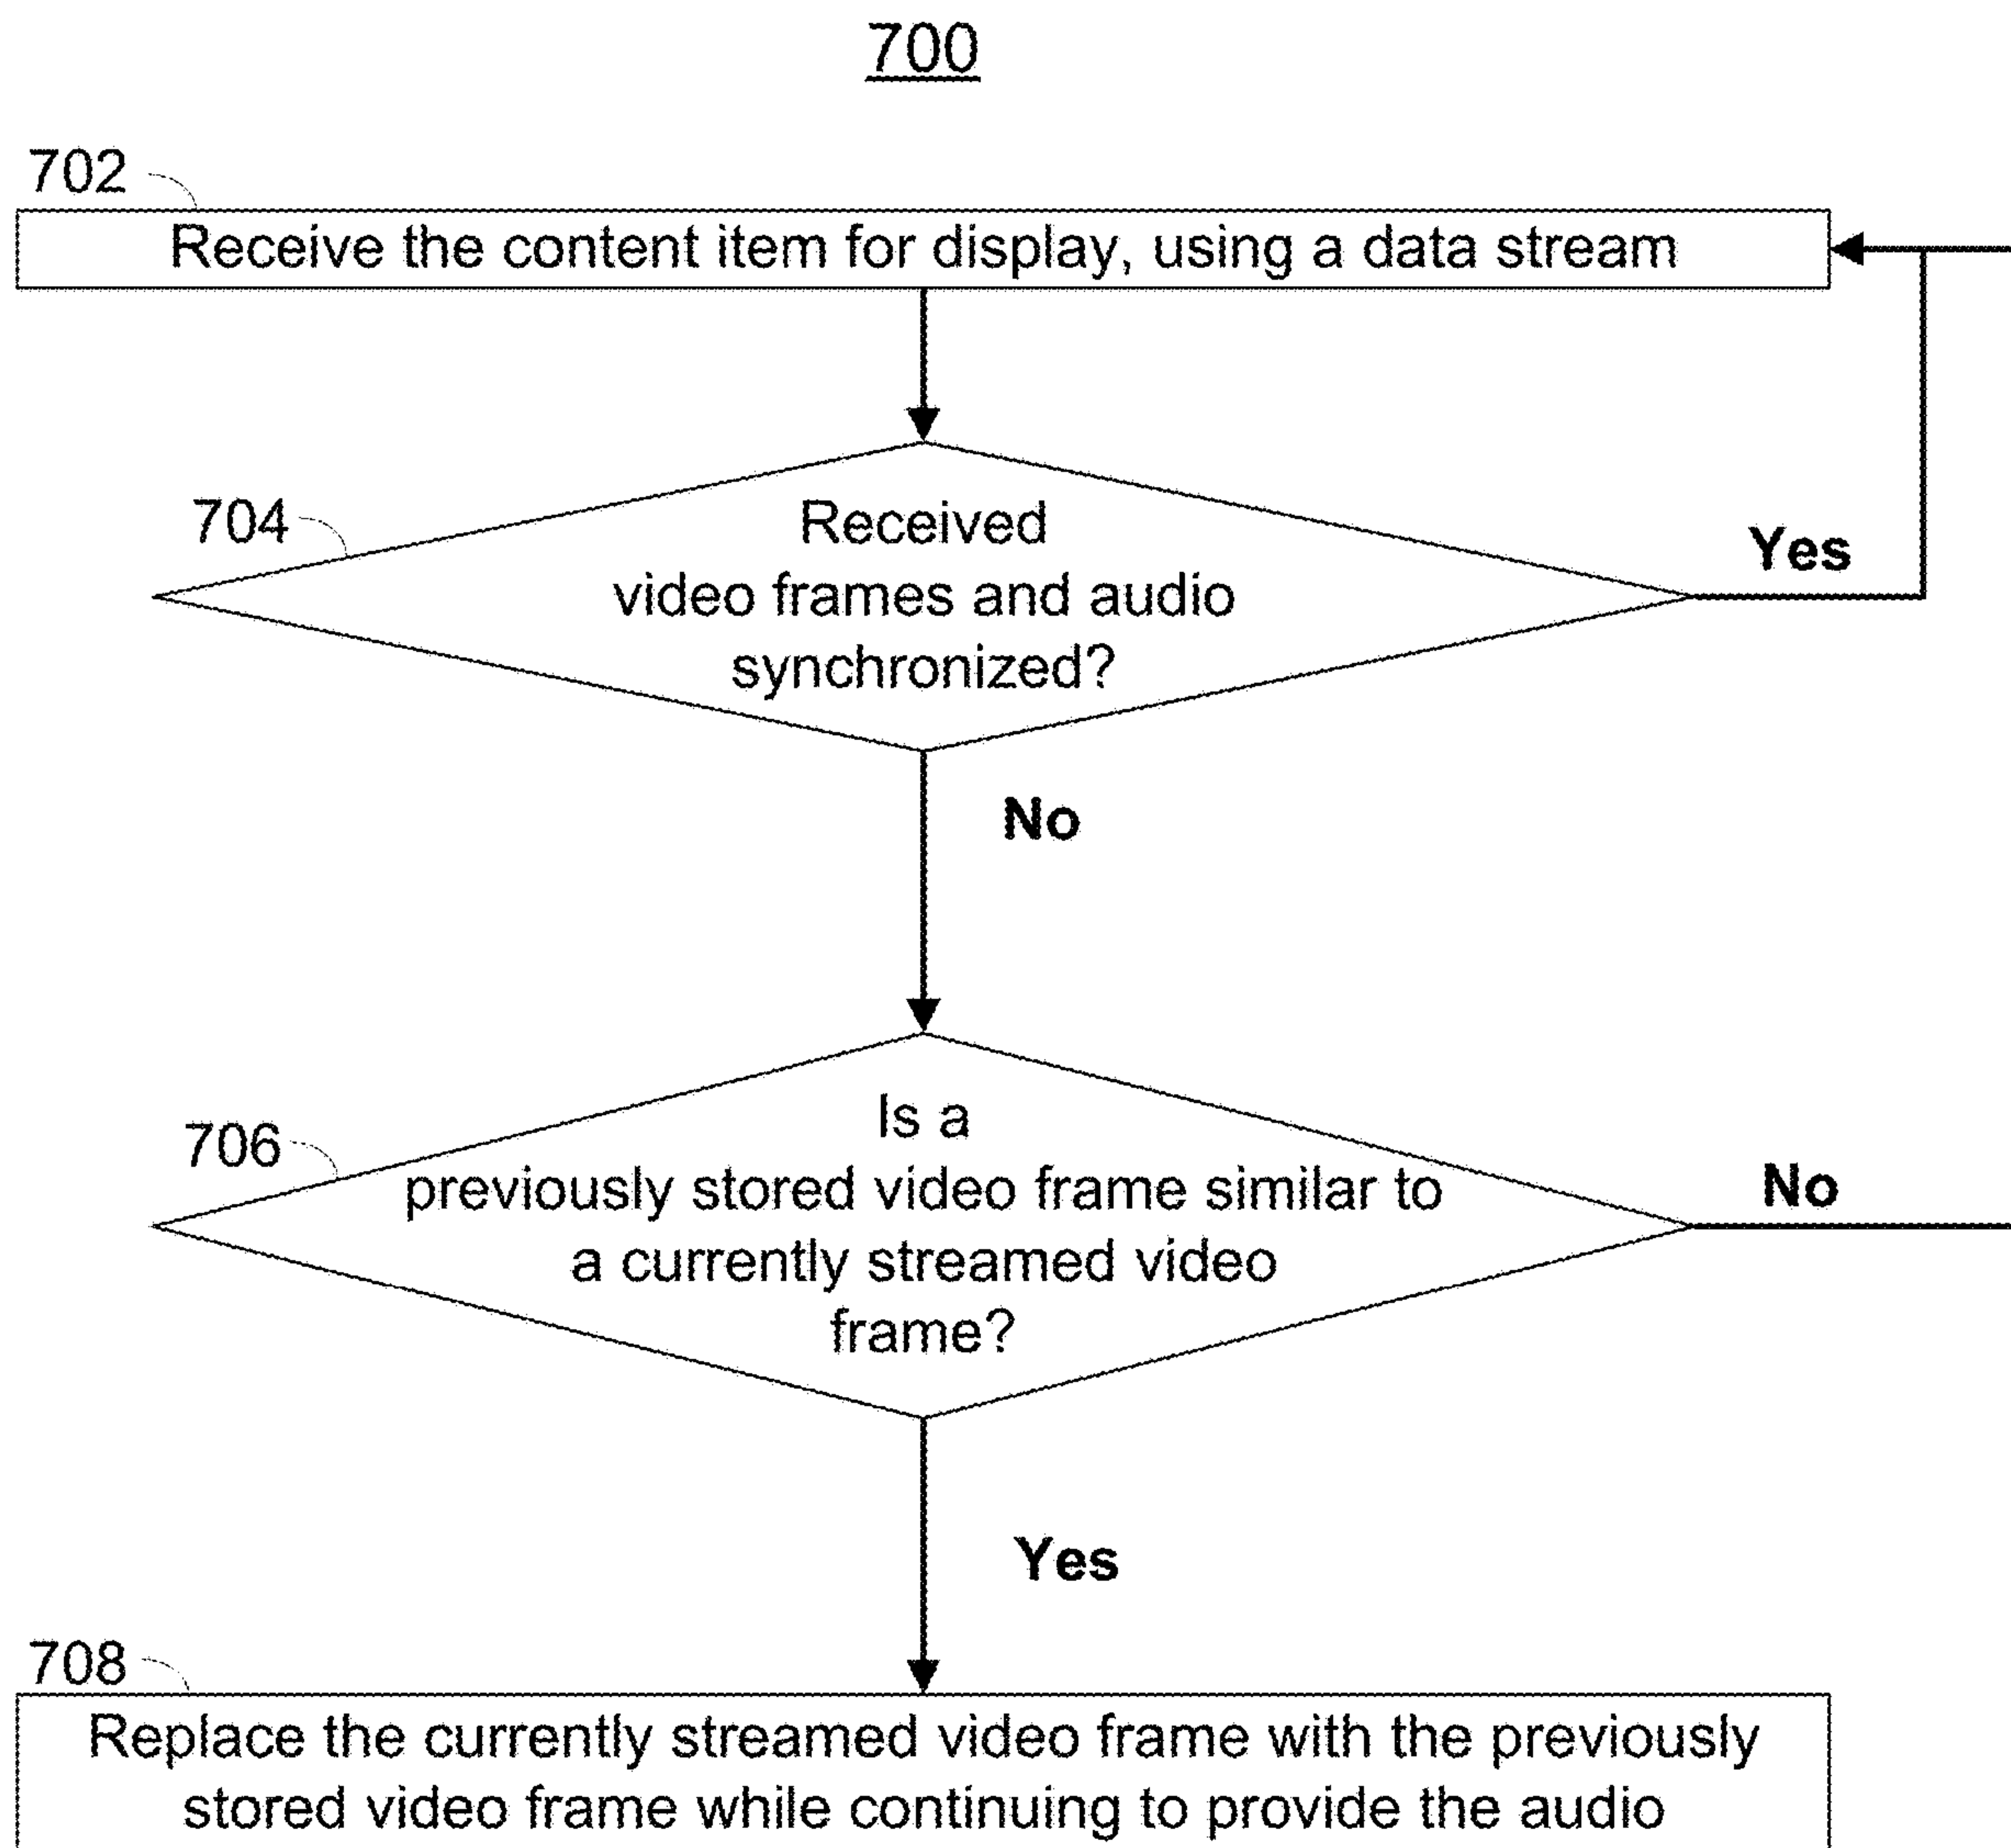 700
702
Receive the content item for display, using a data stream
704
Received
video frames and audio
synchronized?
Yes
No
706
Is a
previously stored video frame similar to
a currently streamed video
frame?
No
Yes
708
Replace the currently streamed video frame with the previously
stored video frame while continuing to provide the audio